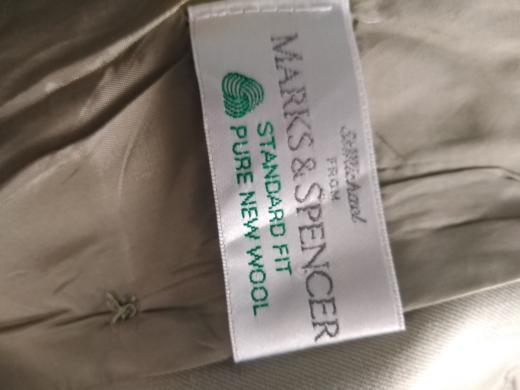 St Michael
FROM
MARKS & SPENCER
STANDARD FIT
PURE NEW WOOL